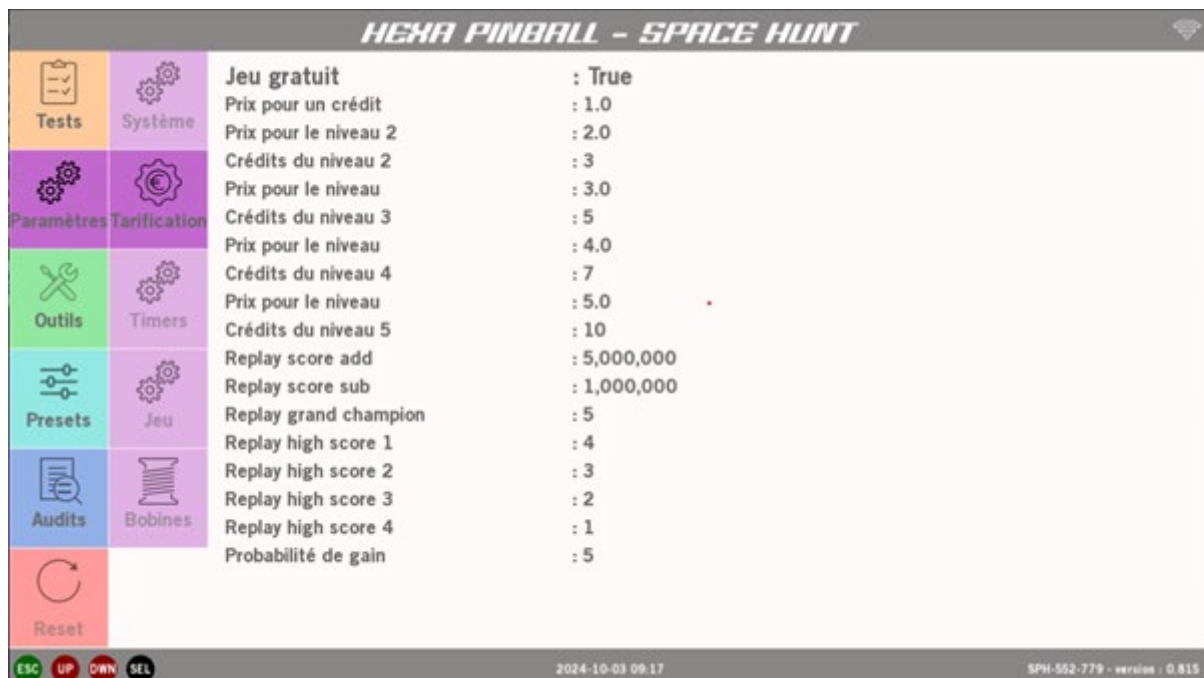 HEXA PINBALL - SPACE HUNT
Tests
Système
Paramètres
Tarification
Outils
Timers
Presets
Jeu
Audits
Bobines
Reset
Jeu gratuit : True
Prix pour un crédit : 1.0
Prix pour le niveau 2 : 2.0
Crédits du niveau 2 : 3
Prix pour le niveau : 3.0
Crédits du niveau 3 : 5
Prix pour le niveau : 4.0
Crédits du niveau 4 : 7
Prix pour le niveau : 5.0
Crédits du niveau 5 : 10
Replay score add : 5,000,000
Replay score sub : 1,000,000
Replay grand champion : 5
Replay high score 1 : 4
Replay high score 2 : 3
Replay high score 3 : 2
Replay high score 4 : 1
Probabilité de gain : 5
ESC UP DWN SEL
2024-10-03 09:17
SPH-552-779 - version : 0.815